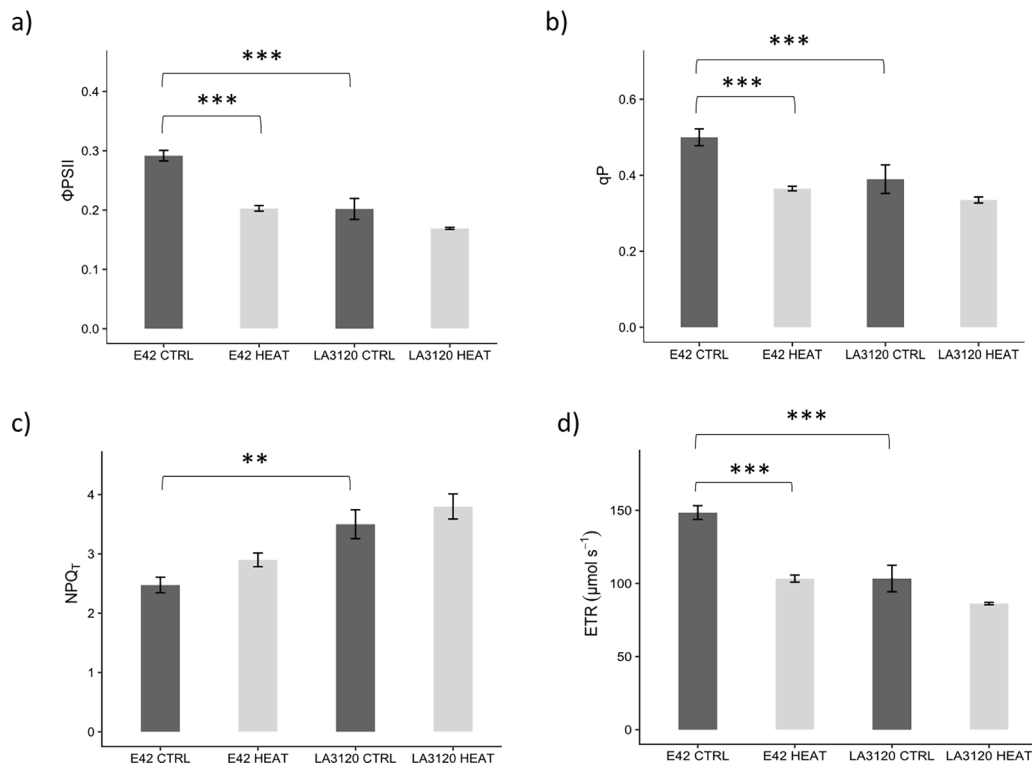 a)
***
***
0.4
0.3
0.2
0.1
0.0
ΦPSII
E42 CTRL E42 HEAT LA3120 CTRL LA3120 HEAT
b)
***
***
0.6
0.4
0.2
0.0
qP
E42 CTRL E42 HEAT LA3120 CTRL LA3120 HEAT
c)
**
4
3
2
1
0
NPQT
E42 CTRL E42 HEAT LA3120 CTRL LA3120 HEAT
d)
***
***
150
100
50
0
ETR (μmol s⁻¹)
E42 CTRL E42 HEAT LA3120 CTRL LA3120 HEAT